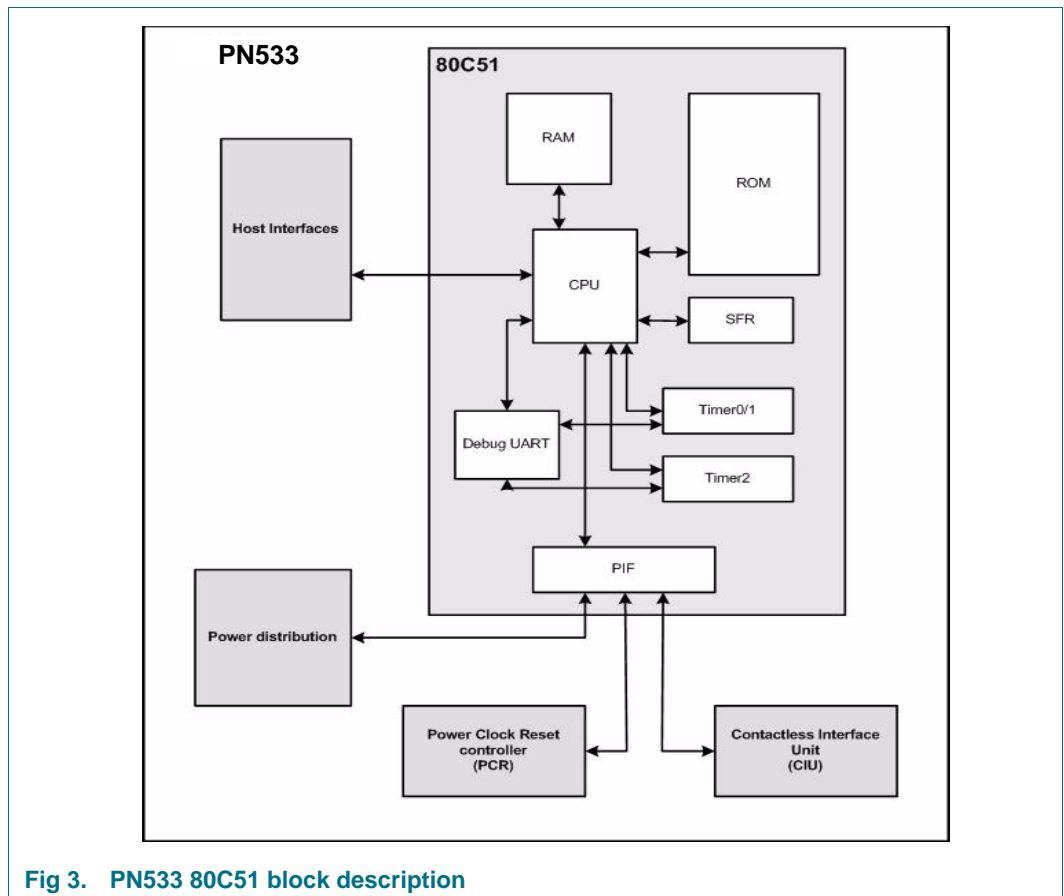 PN533
80C51
RAM
ROM
Host Interfaces
CPU
SFR
Timer0/1
Debug UART
Timer2
PIF
Power distribution
Power Clock Reset
controller
(PCR)
Contactless Interface
Unit
(CIU)
Fig 3. PN533 80C51 block description